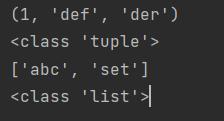 (1, 'def', 'der')
<class 'tuple'>
['abc', 'set']
<class 'list'>